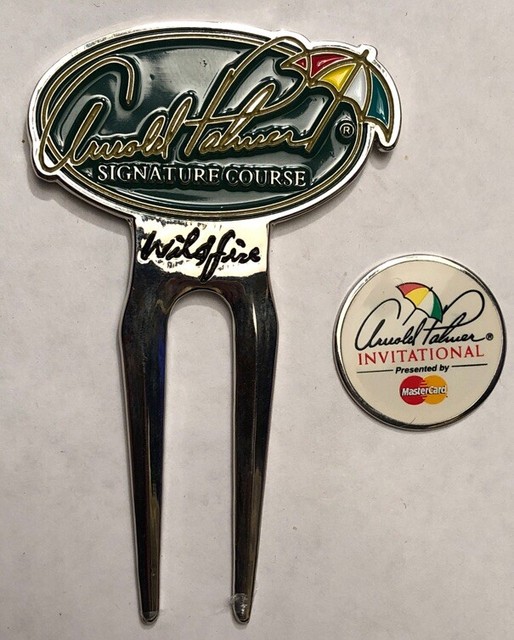 Arnold Palmer ®
SIGNATURE COURSE
Wildfire
Arnold Palmer ®
INVITATIONAL
Presented by
MasterCard